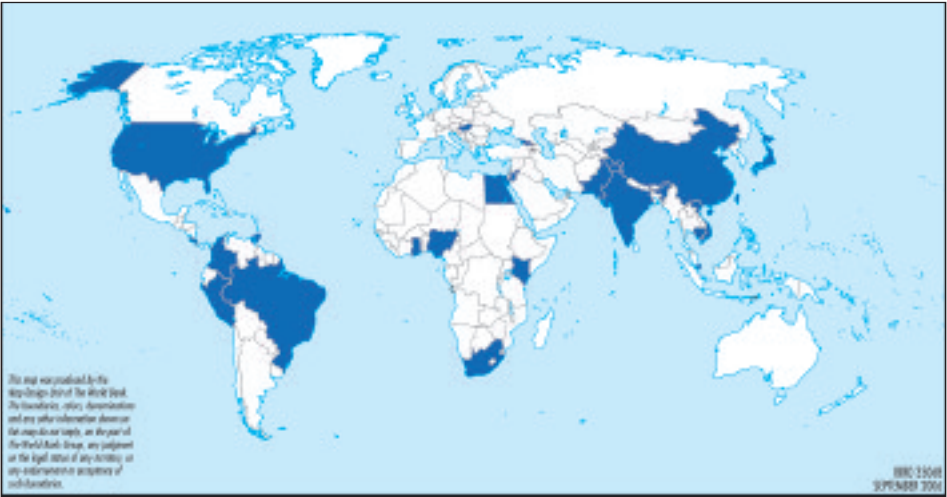 This map was produced by the
Map Design Unit of The World Bank.
The boundaries, colors, denominations
and any other information shown on
this map do not imply, on the part of
The World Bank Group, any judgment
on the legal status of any territory, or
any endorsement or acceptance of
such boundaries.
IBRD
SEPTEMBER